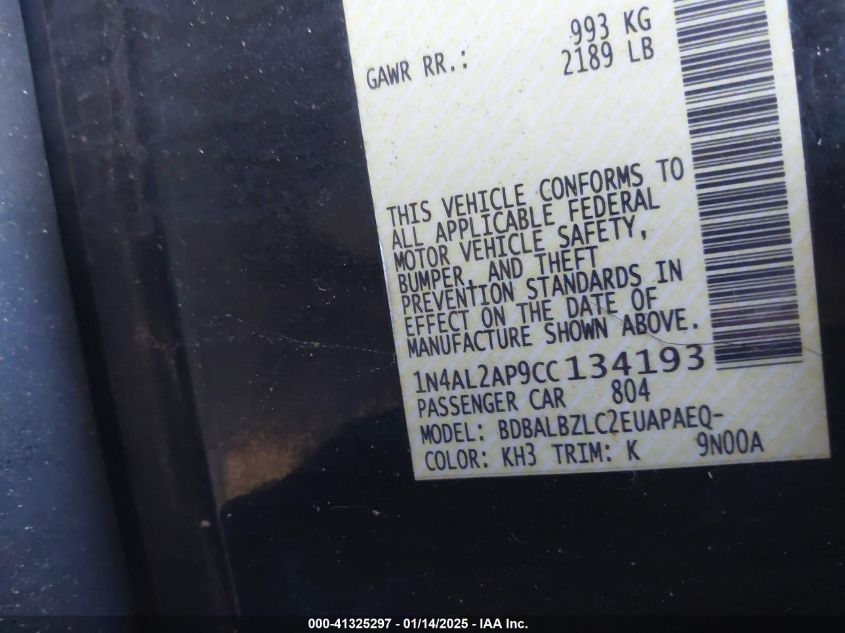 993 KG
GAWR RR.: 2189 LB
THIS VEHICLE CONFORMS TO
ALL APPLICABLE FEDERAL
MOTOR VEHICLE SAFETY,
BUMPER, AND THEFT
PREVENTION STANDARDS IN
EFFECT ON THE DATE OF
MANUFACTURE SHOWN ABOVE.
1N4AL2AP9CC134193
PASSENGER CAR 804
MODEL: BDBALBZLC2EUAPAEQ-
COLOR: KH3 TRIM: K 9N00A
000-41325297 - 01/14/2025 - IAA Inc.